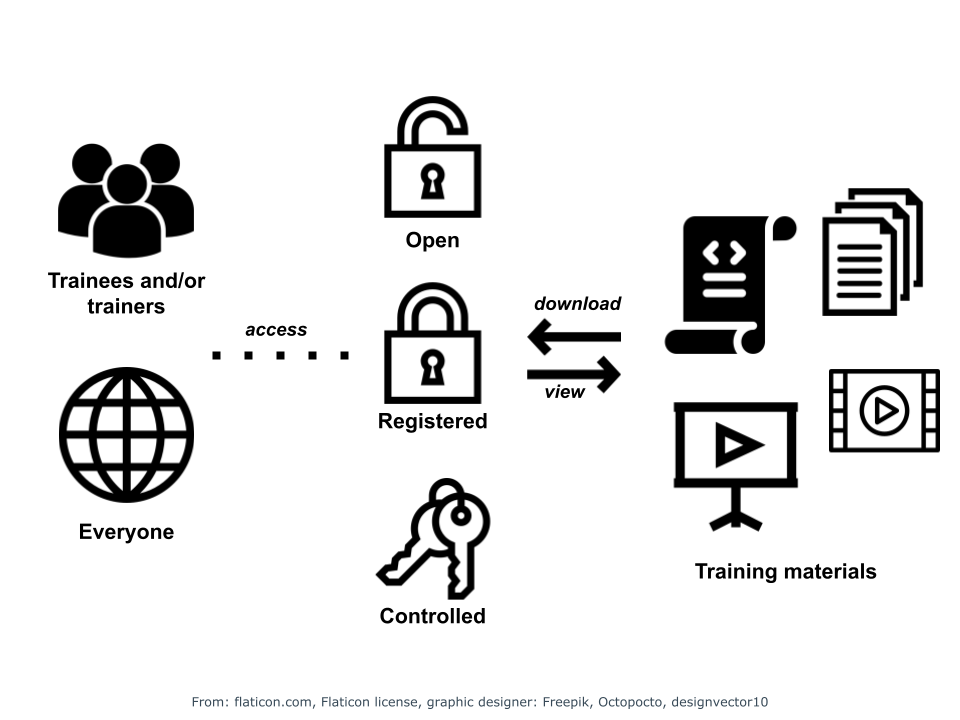 Open
Trainees and/or
trainers
access
Registered
download
view
Everyone
Controlled
Training materials
From: flaticon.com, Flaticon license, graphic designer: Freepik, Octopocto, designvector10